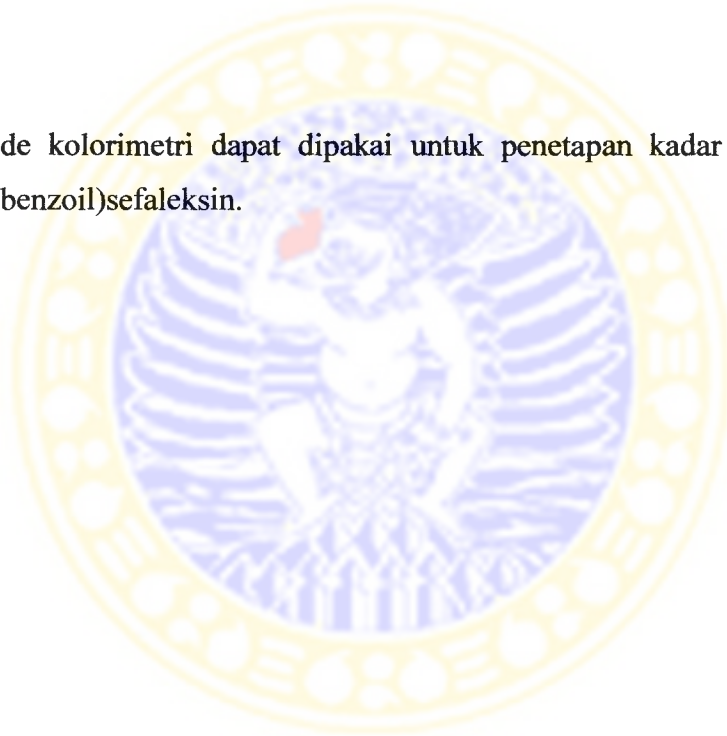 de kolorimetri dapat dipakai untuk penetapan kadar
benzoil)sefaleksin.